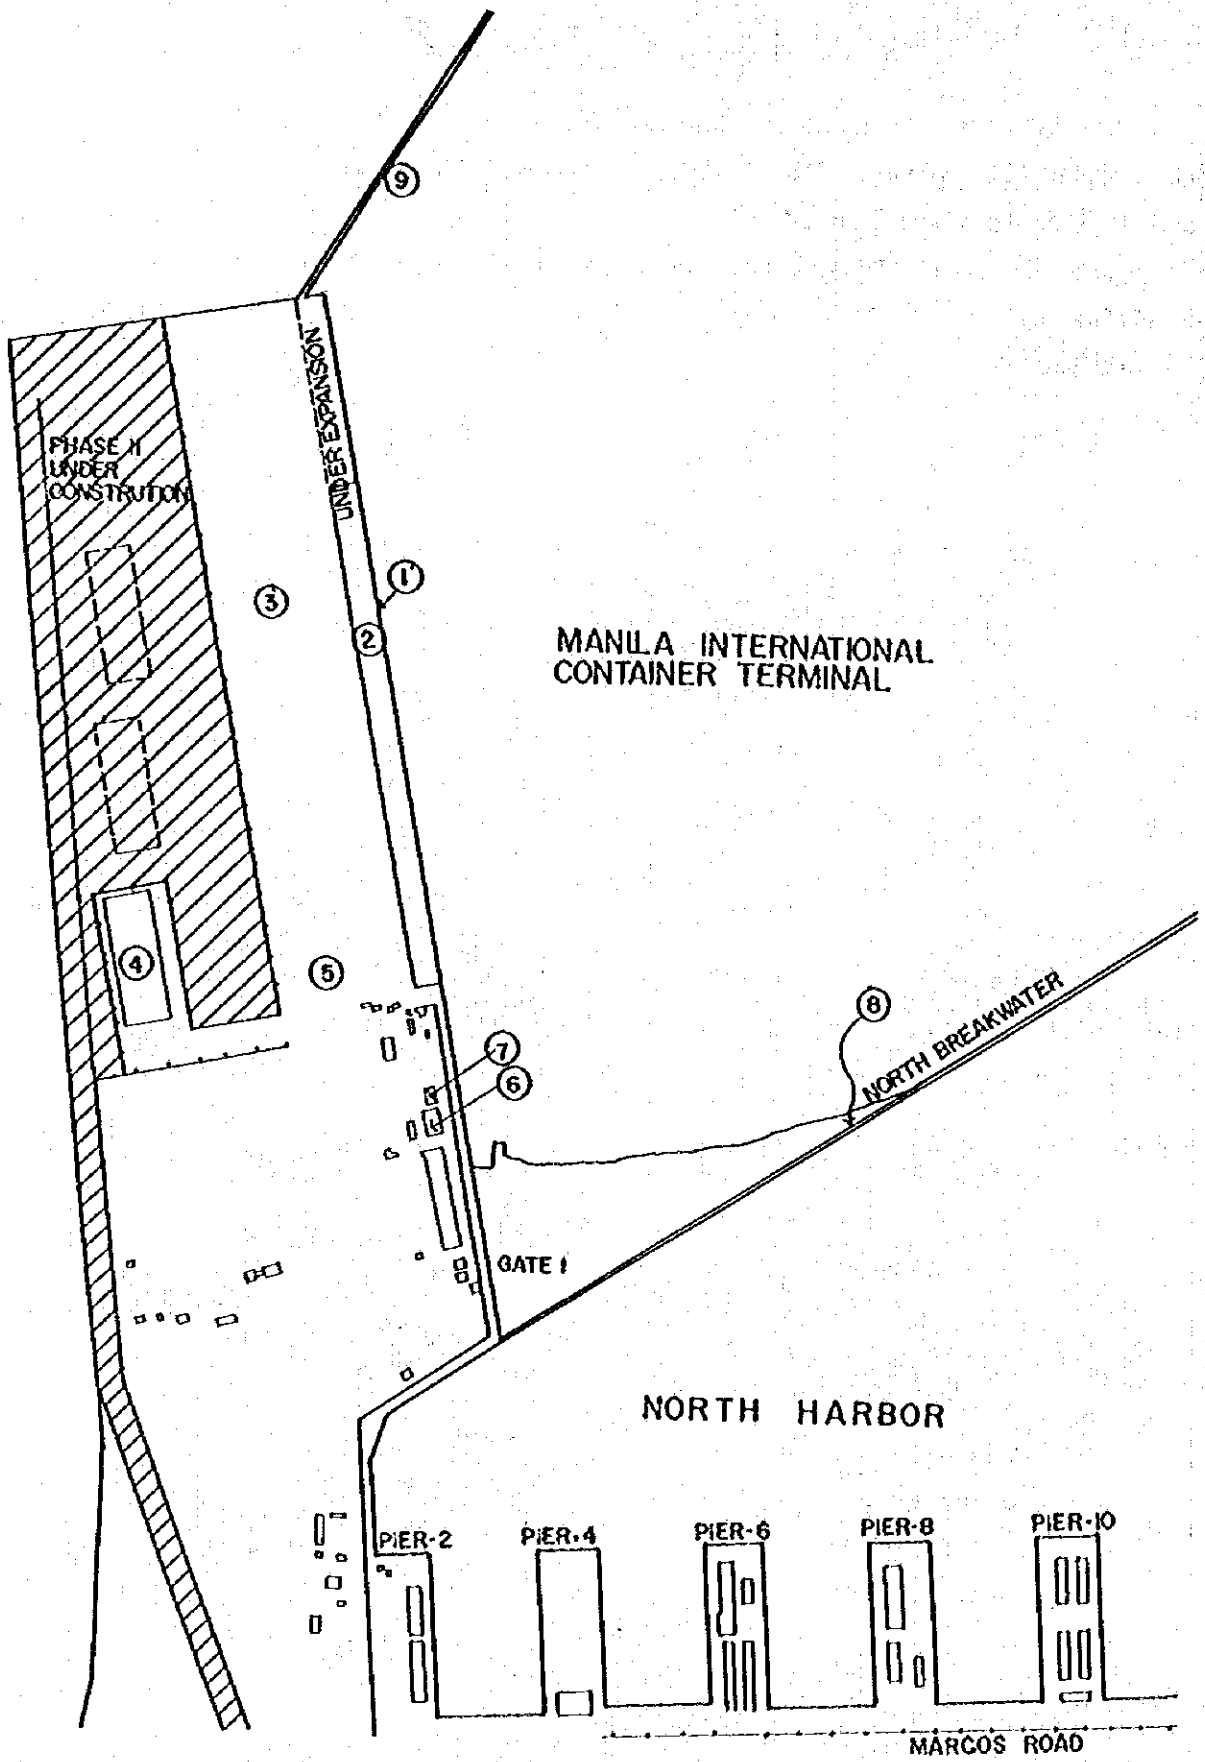 9
UNDER EXPANSION
PHASE II
UNDER
CONSTRUTION
1
3
2
MANILA INTERNATIONAL
CONTAINER TERMINAL
4
5
8
NORTH BREAKWATER
7
6
GATE 1
NORTH HARBOR
PIER-2
PIER-4
PIER-6
PIER-8
PIER-10
MARCOS ROAD